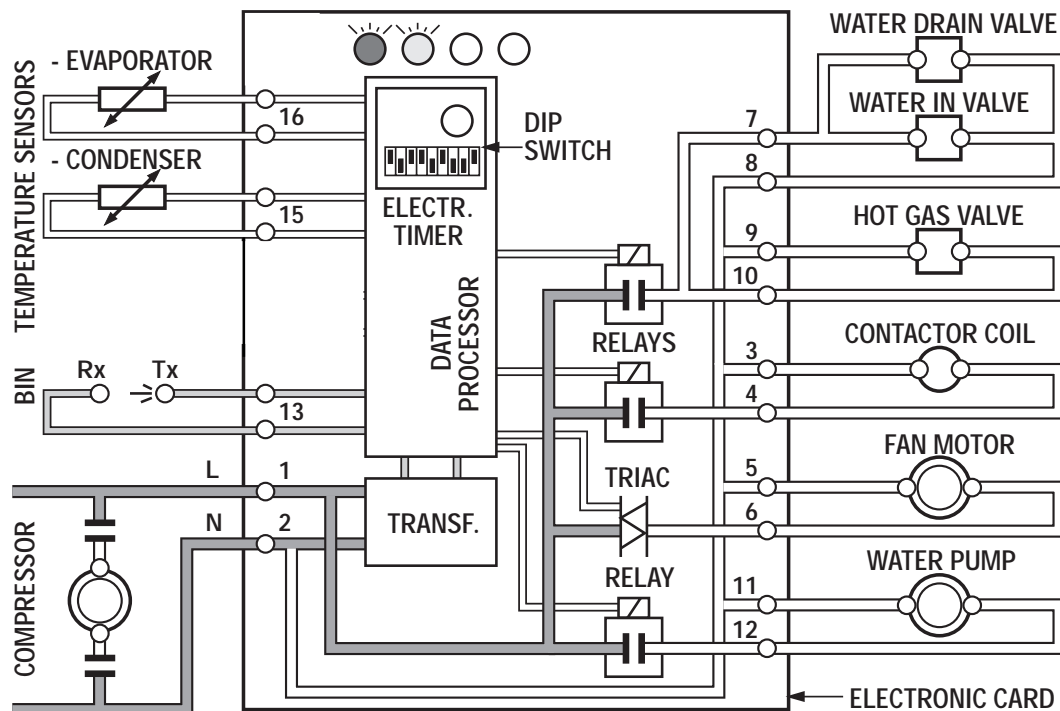 WATER DRAIN VALVE
TEMPERATURE SENSORS
- EVAPORATOR
16
WATER IN VALVE
7
DIP
SWITCH
- CONDENSER
8
15
ELECTR.
TIMER
HOT GAS VALVE
9
10
DATA
PROCESSOR
RELAYS
CONTACTOR COIL
BIN
Rx
Tx
3
13
4
FAN MOTOR
L
1
5
TRIAC
N
2
TRANSF.
6
COMPRESSOR
RELAY
WATER PUMP
11
12
ELECTRONIC CARD